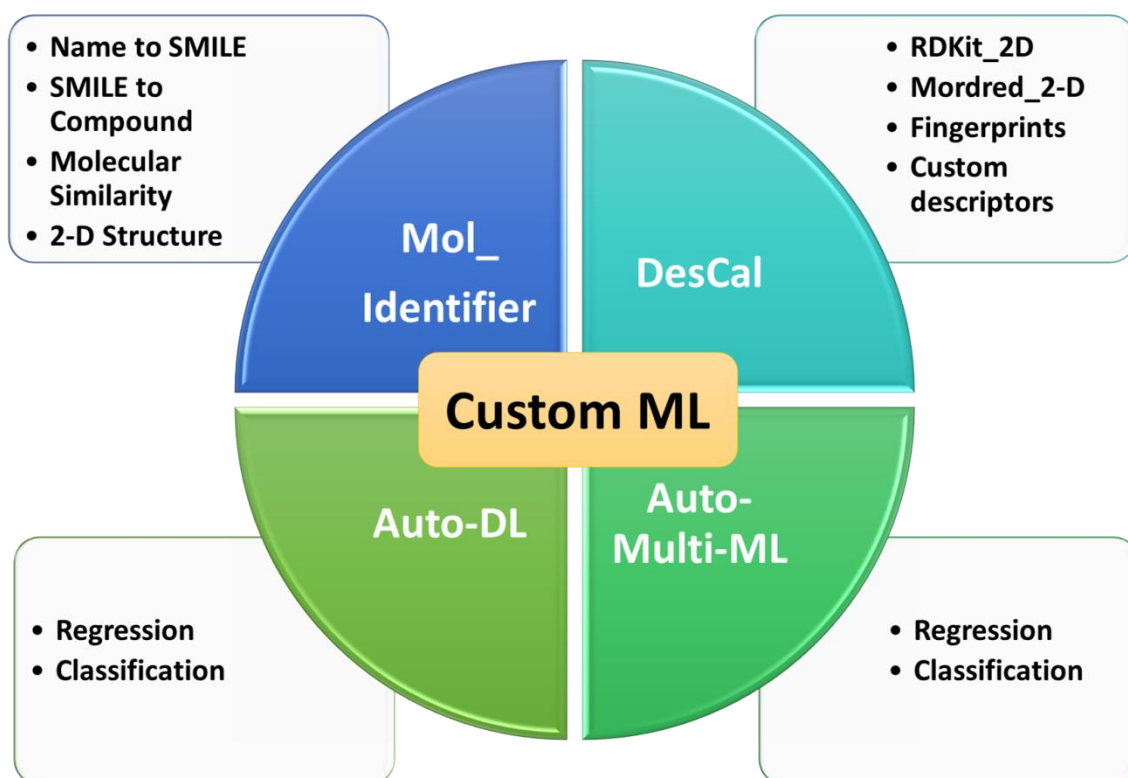 • Name to SMILE
• SMILE to
Compound
• Molecular
Similarity
• 2-D Structure
• RDKit_2D
• Mordred_2-D
• Fingerprints
• Custom
descriptors
Mol_
Identifier
DesCal
Custom ML
Auto-DL
Auto-
Multi-ML
• Regression
• Classification
• Regression
• Classification